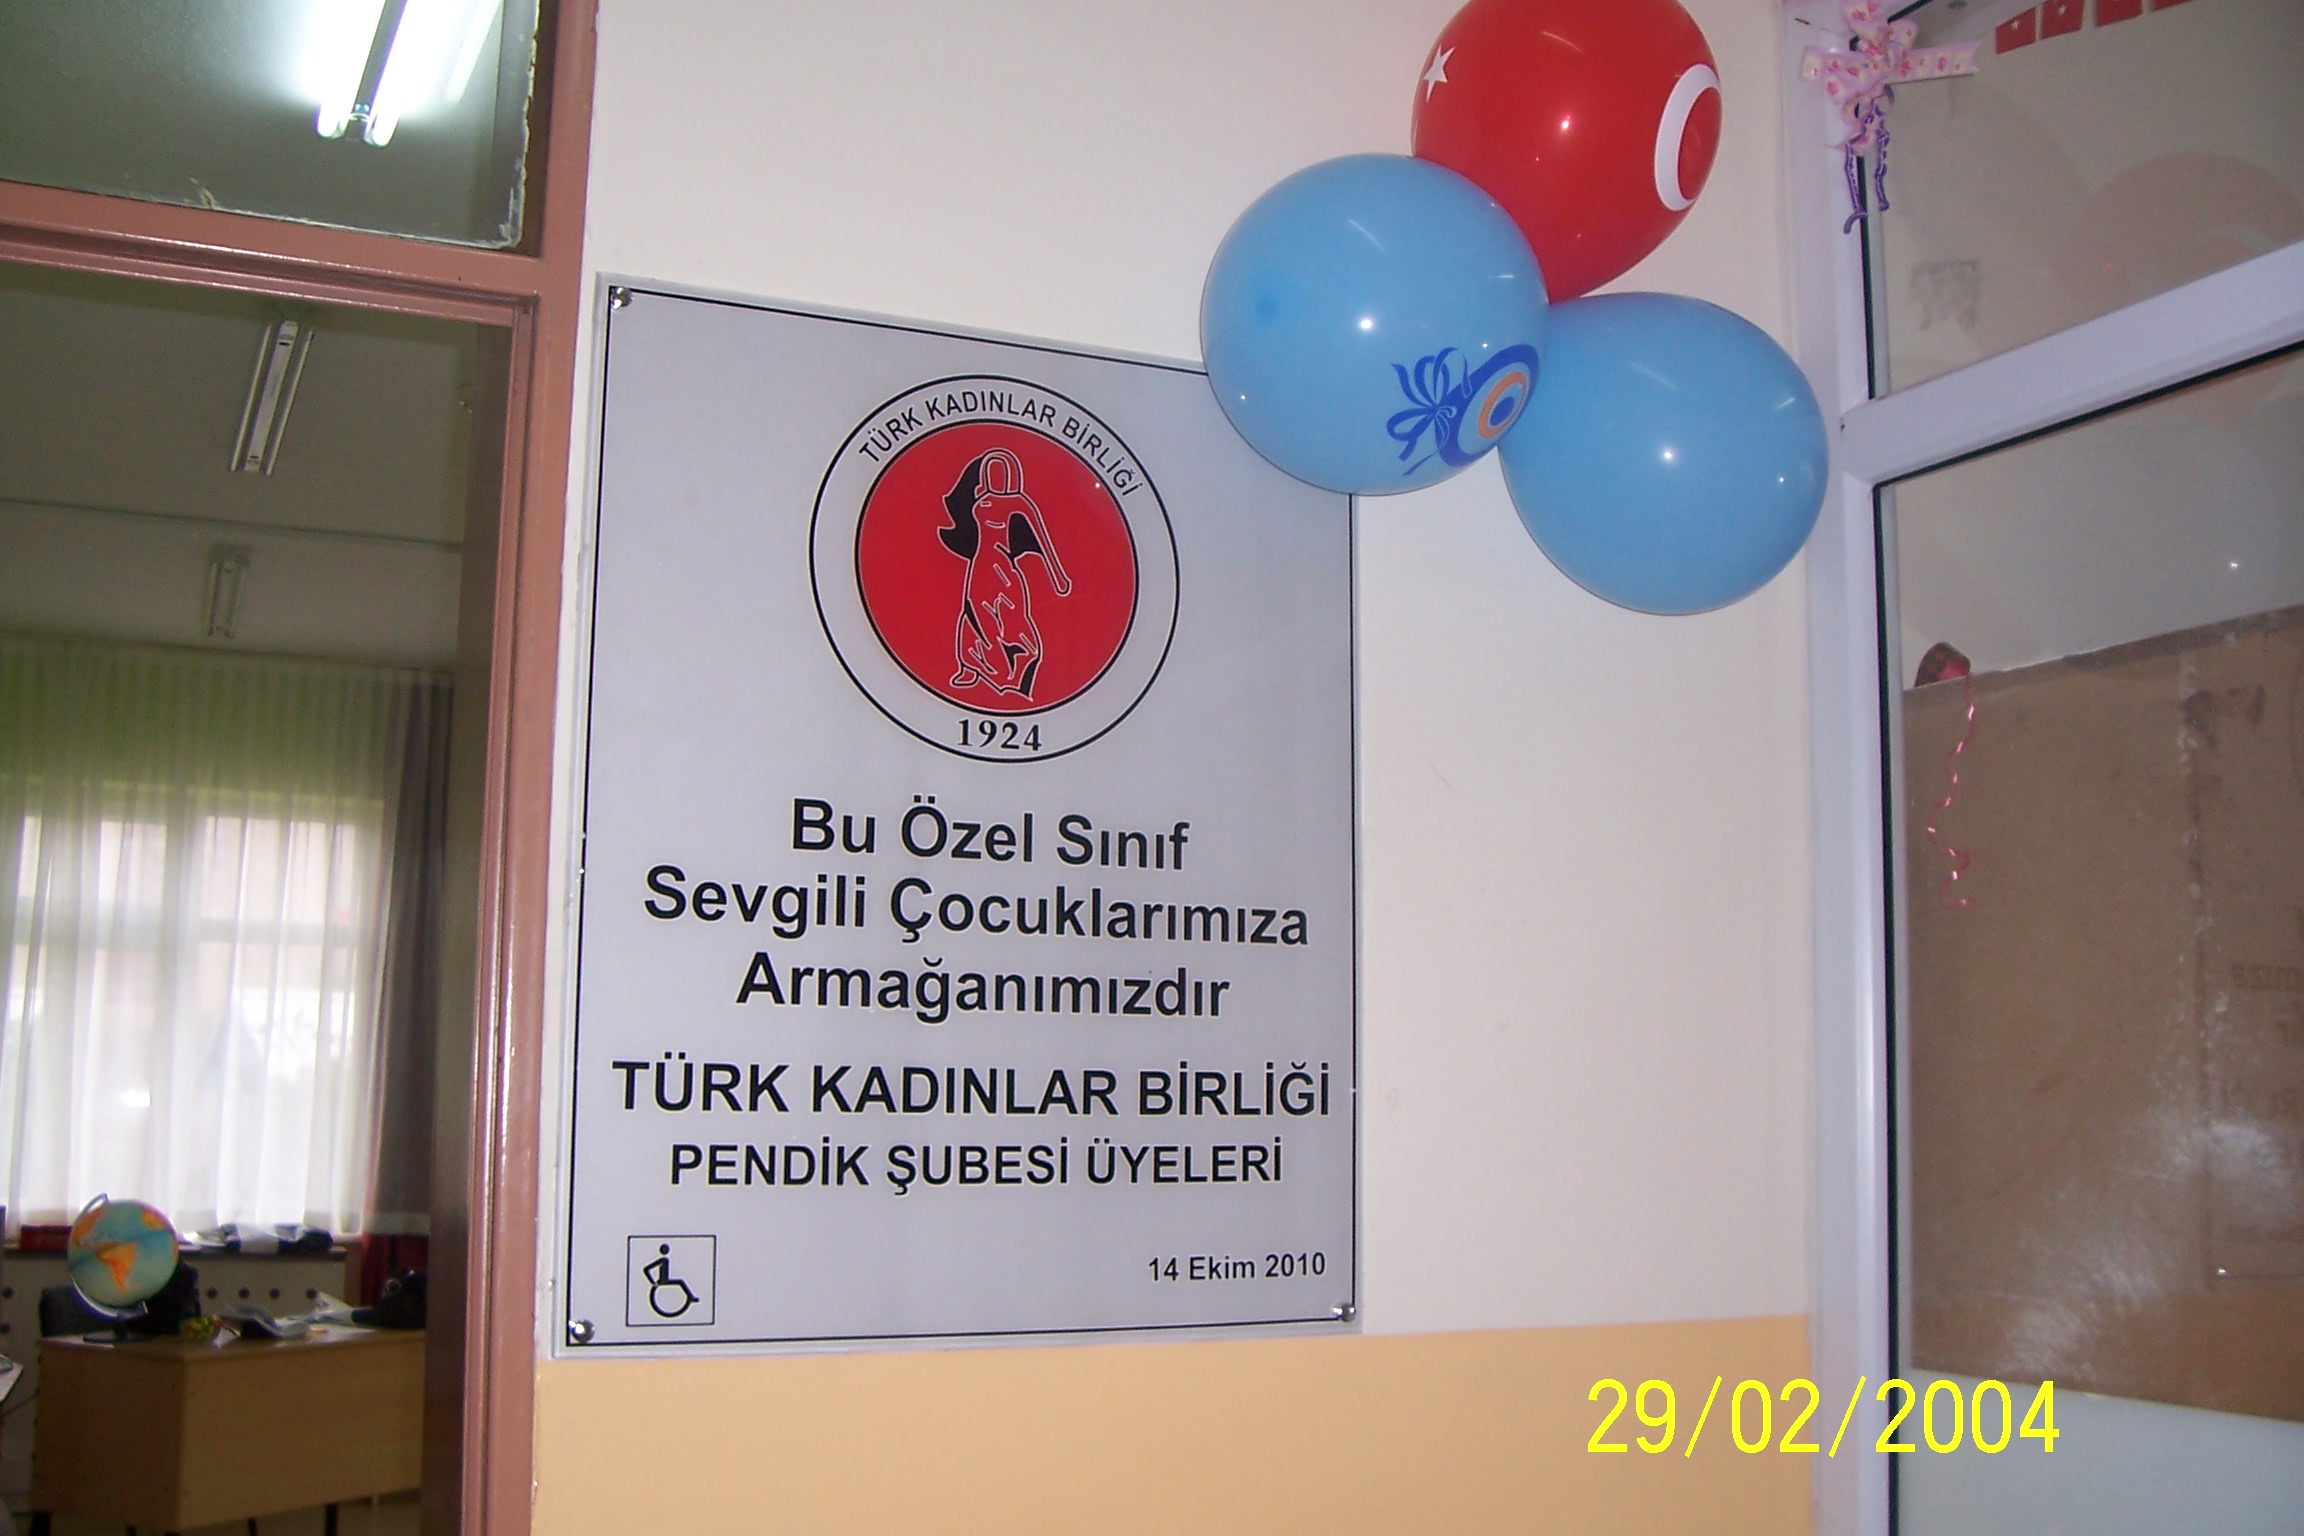 TÜRK KADINLAR BİRLİĞİ
1924
Bu Özel Sınıf
Sevgili Çocuklarımıza
Armağanımızdır
TÜRK KADINLAR BİRLİĞİ
PENDİK ŞUBESİ ÜYELERİ
14 Ekim 2010
29/02/2004